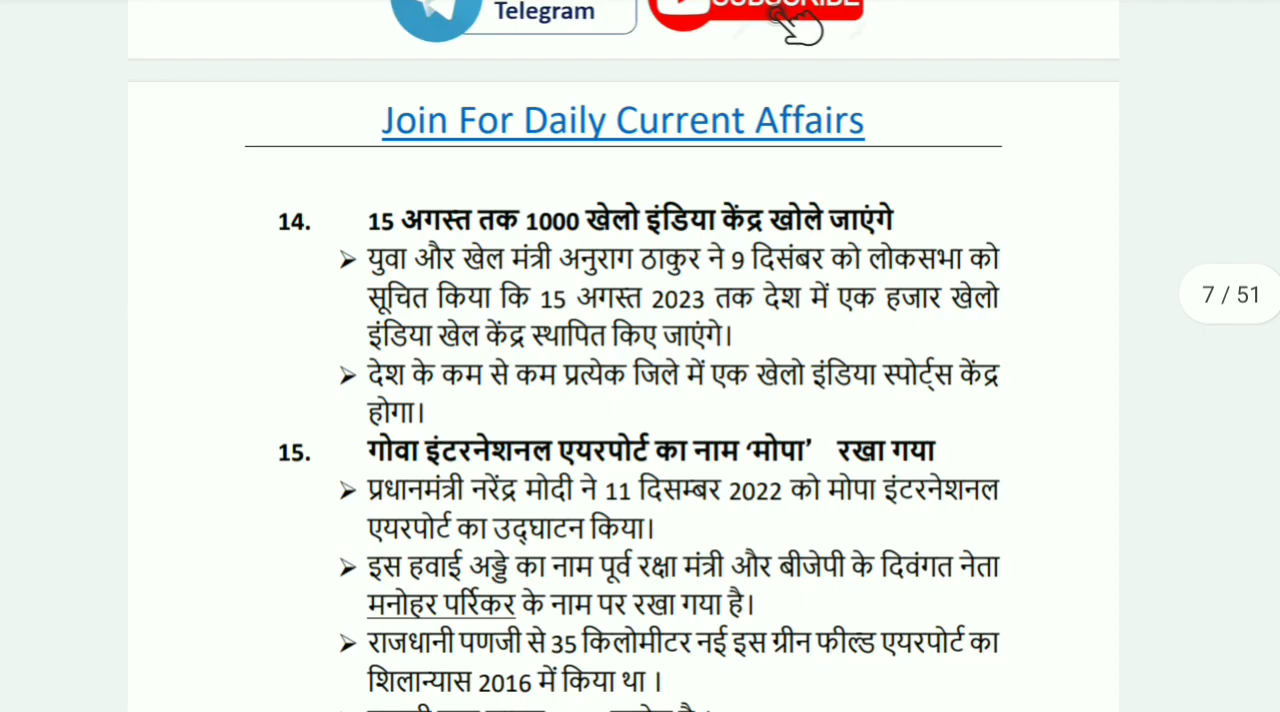 Telegram
SUBSCRIBE
Join For Daily Current Affairs
7 / 51
14. 15 अगस्त तक 1000 खेलो इंडिया केंद्र खोले जाएंगे
➢ युवा और खेल मंत्री अनुराग ठाकुर ने 9 दिसंबर को लोकसभा को
सूचित किया कि 15 अगस्त 2023 तक देश में एक हजार खेलो
इंडिया खेल केंद्र स्थापित किए जाएंगे।
➢ देश के कम से कम प्रत्येक जिले में एक खेलो इंडिया स्पोर्ट्स केंद्र
होगा।
15. गोवा इंटरनेशनल एयरपोर्ट का नाम ‘मोपा’ रखा गया
➢ प्रधानमंत्री नरेंद्र मोदी ने 11 दिसम्बर 2022 को मोपा इंटरनेशनल
एयरपोर्ट का उद्घाटन किया।
➢ इस हवाई अड्डे का नाम पूर्व रक्षा मंत्री और बीजेपी के दिवंगत नेता
मनोहर पर्रिकर के नाम पर रखा गया है।
➢ राजधानी पणजी से 35 किलोमीटर नई इस ग्रीन फील्ड एयरपोर्ट का
शिलान्यास 2016 में किया था ।